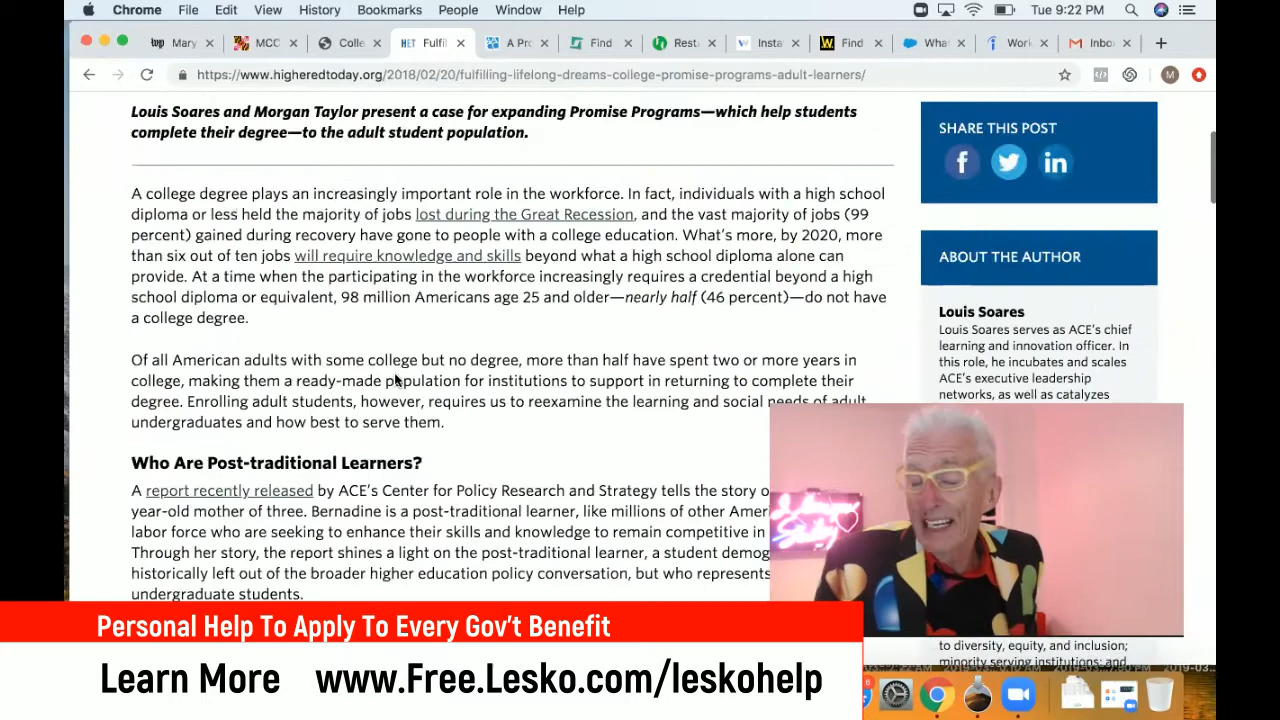 Chrome File Edit View History Bookmarks People Window Help Tue 9:22 PM
Mary MCC Colle HET Fulfil A Pro Find Rest Insta Find What Work Inbo
https://www.higheredtoday.org/2018/02/20/fulfilling-lifelong-dreams-college-promise-programs-adult-learners/ M
Louis Soares and Morgan Taylor present a case for expanding Promise Programs—which help students
complete their degree—to the adult student population.
A college degree plays an increasingly important role in the workforce. In fact, individuals with a high school
diploma or less held the majority of jobs lost during the Great Recession, and the vast majority of jobs (99
percent) gained during recovery have gone to people with a college education. What's more, by 2020, more
than six out of ten jobs will require knowledge and skills beyond what a high school diploma alone can
provide. At a time when the participating in the workforce increasingly requires a credential beyond a high
school diploma or equivalent, 98 million Americans age 25 and older—nearly half (46 percent)—do not have
a college degree.
Of all American adults with some college but no degree, more than half have spent two or more years in
college, making them a ready-made population for institutions to support in returning to complete their
degree. Enrolling adult students, however, requires us to reexamine the learning and social needs of adult
undergraduates and how best to serve them.
Who Are Post-traditional Learners?
A report recently released by ACE's Center for Policy Research and Strategy tells the story o
year-old mother of three. Bernadine is a post-traditional learner, like millions of other Amer
labor force who are seeking to enhance their skills and knowledge to remain competitive in
Through her story, the report shines a light on the post-traditional learner, a student demog
historically left out of the broader higher education policy conversation, but who represents
undergraduate students.
SHARE THIS POST
ABOUT THE AUTHOR
Louis Soares
Louis Soares serves as ACE's chief
learning and innovation officer. In
this role, he incubates and scales
ACE's executive leadership
networks, as well as catalyzes
to diversity, equity, and inclusion;
minority serving institutions; and
Personal Help To Apply To Every Gov't Benefit
Learn More www.Free.Lesko.com/leskohelp